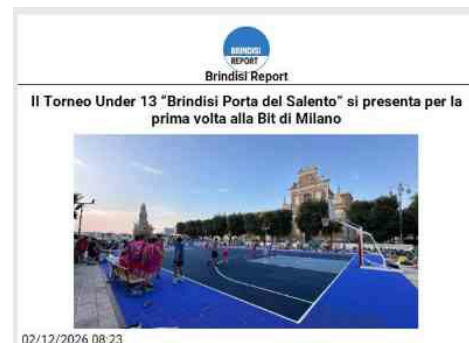 BRINDISI
REPORT
Brindisi Report
Il Torneo Under 13 “Brindisi Porta del Salento” si presenta per la
prima volta alla Bit di Milano
02/12/2026 08:23